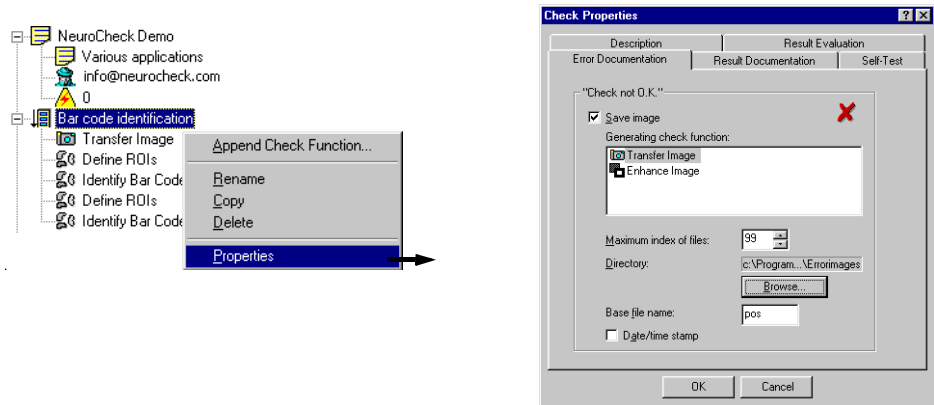 NeuroCheck Demo
Various applications
info@neurocheck.com
0
Bar code identification
Transfer Image
Define ROIs
Identify Bar Code
Define ROIs
Identify Bar Code
Append Check Function...
Rename
Copy
Delete
Properties
Check Properties
Description
Result Evaluation
Error Documentation
Result Documentation
Self-Test
"Check not O.K."
Save image
Generating check function:
Transfer Image
Enhance Image
Maximum index of files:
99
Directory:
c:\Program...\Errorimages
Browse...
Base file name:
pos
Date/time stamp
OK
Cancel